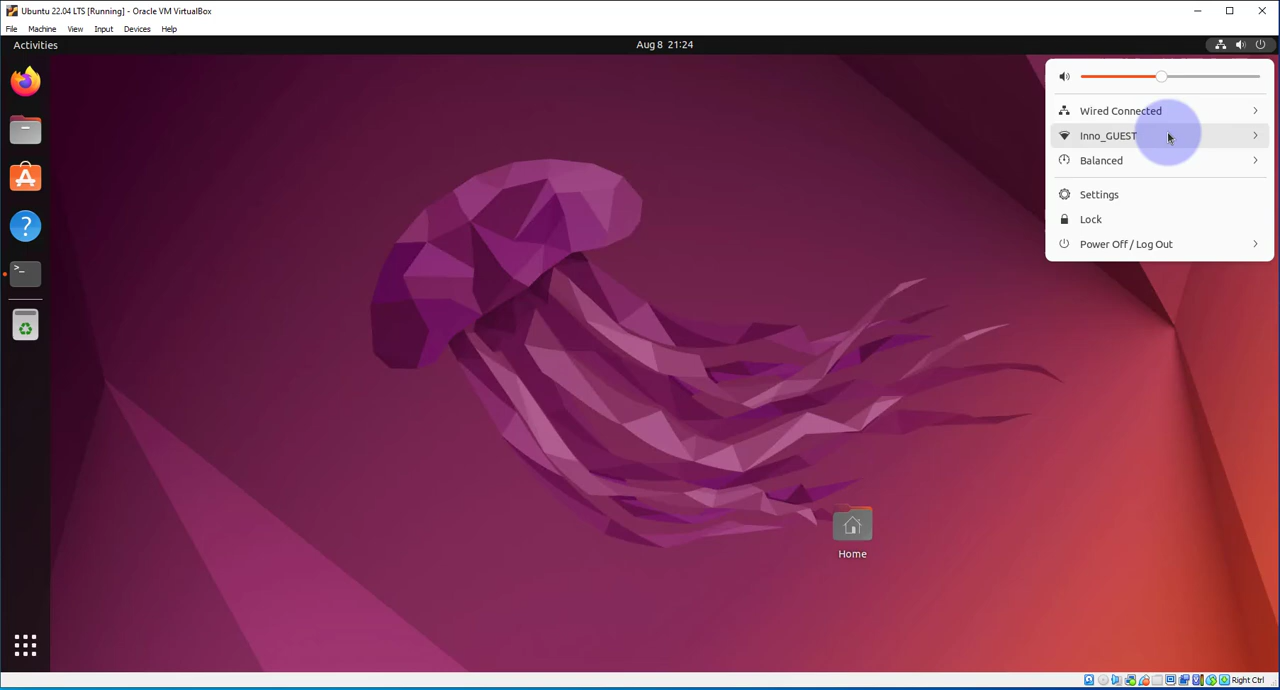 Ubuntu 22.04 LTS [Running] - Oracle VM VirtualBox
File Machine View Input Devices Help
Activities
Aug 8 21:24
Wired Connected
Inno_GUEST
Balanced
Settings
Lock
Power Off / Log Out
Home
Right Ctrl